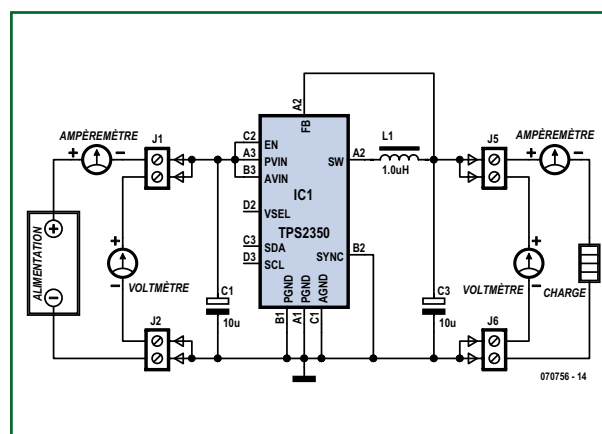 A2
FB
AMPÈREMÈTRE
+
–
J1
C2
EN
A3
PVIN
B3
AVIN
SW
A2
L1
1.0uH
J5
AMPÈREMÈTRE
+
–
IC1
TPS2350
D2
VSEL
C3
SDA
D3
SCL
SYNC
B2
PGND
PGND
AGND
B1
A1
C1
ALIMENTATION
+
–
+
–
VOLTMÈTRE
C1
10u
C3
10u
+
–
VOLTMÈTRE
CHARGE
J2
J6
070756 - 14